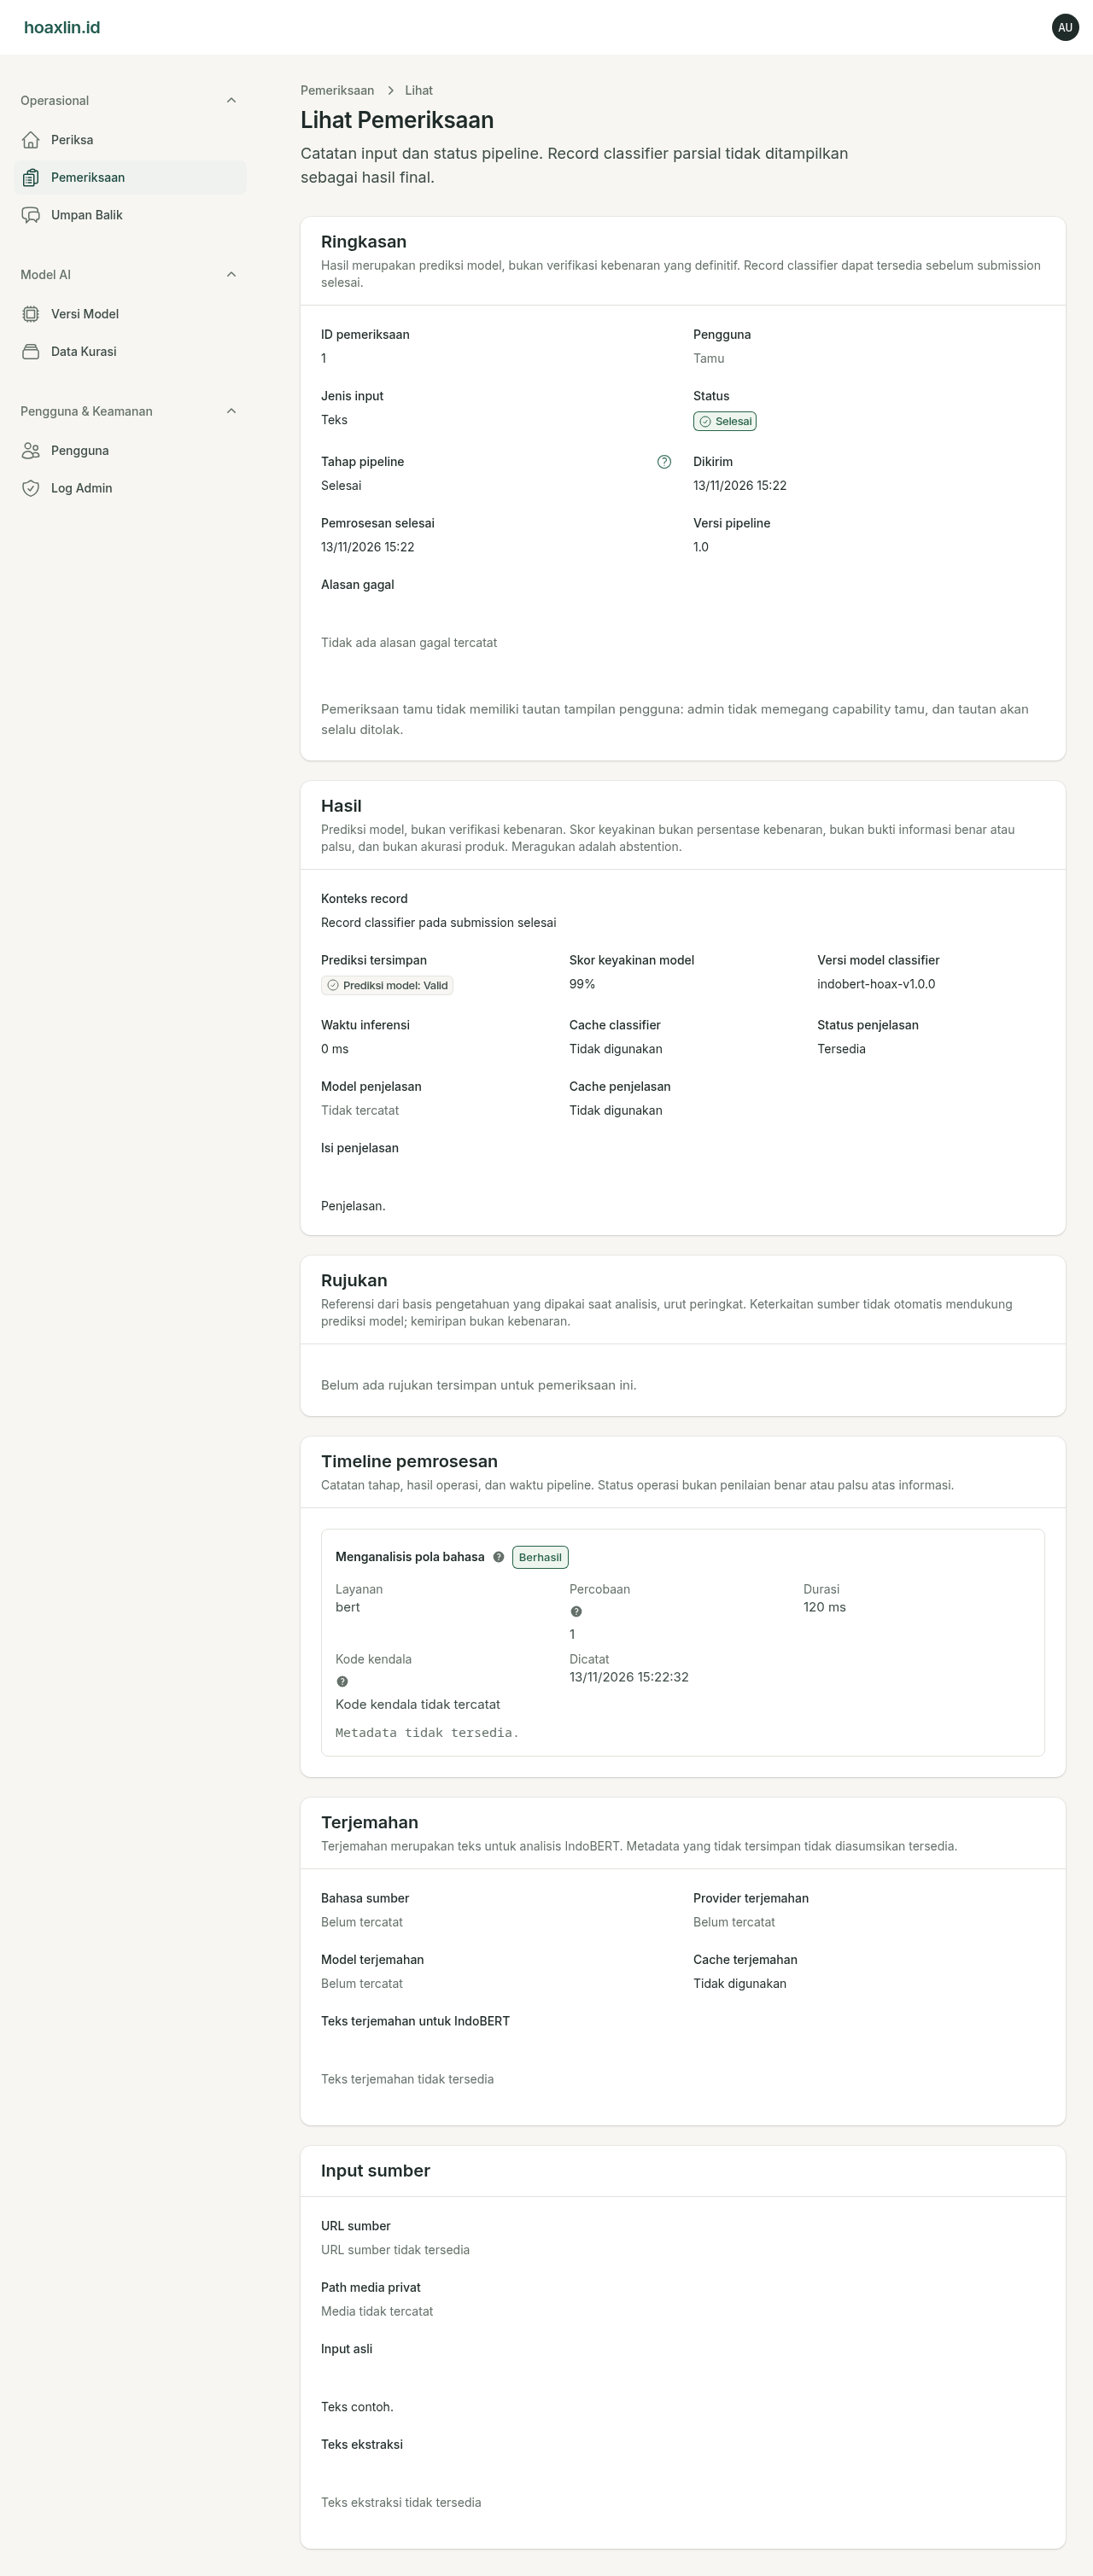 hoaxlin.id
AU
Operasional
Periksa
Pemeriksaan
Umpan Balik
Model AI
Versi Model
Data Kurasi
Pengguna & Keamanan
Pengguna
Log Admin
Pemeriksaan > Lihat
Lihat Pemeriksaan
Catatan input dan status pipeline. Record classifier parsial tidak ditampilkan
sebagai hasil final.
Ringkasan
Hasil merupakan prediksi model, bukan verifikasi kebenaran yang definitif. Record classifier dapat tersedia sebelum submission
selesai.
ID pemeriksaan
1
Pengguna
Tamu
Jenis input
Teks
Status
Selesai
Tahap pipeline
Selesai
Dikirim
13/11/2026 15:22
Pemrosesan selesai
13/11/2026 15:22
Versi pipeline
1.0
Alasan gagal
Tidak ada alasan gagal tercatat
Pemeriksaan tamu tidak memiliki tautan tampilan pengguna: admin tidak memegang capability tamu, dan tautan akan
selalu ditolak.
Hasil
Prediksi model, bukan verifikasi kebenaran. Skor keyakinan bukan persentase kebenaran, bukan bukti informasi benar atau
palsu, dan bukan akurasi produk. Meragukan adalah abstention.
Konteks record
Record classifier pada submission selesai
Prediksi tersimpan
Prediksi model: Valid
Skor keyakinan model
99%
Versi model classifier
indobert-hoax-v1.0.0
Waktu inferensi
0 ms
Cache classifier
Tidak digunakan
Status penjelasan
Tersedia
Model penjelasan
Tidak tercatat
Cache penjelasan
Tidak digunakan
Isi penjelasan
Penjelasan.
Rujukan
Referensi dari basis pengetahuan yang dipakai saat analisis, urut peringkat. Keterkaitan sumber tidak otomatis mendukung
prediksi model; kemiripan bukan kebenaran.
Belum ada rujukan tersimpan untuk pemeriksaan ini.
Timeline pemrosesan
Catatan tahap, hasil operasi, dan waktu pipeline. Status operasi bukan penilaian benar atau palsu atas informasi.
Menganalisis pola bahasa ? Berhasil
Layanan
bert
Percobaan
?
1
Durasi
120 ms
Kode kendala
?
Kode kendala tidak tercatat
Dicatat
13/11/2026 15:22:32
Metadata tidak tersedia.
Terjemahan
Terjemahan merupakan teks untuk analisis IndoBERT. Metadata yang tidak tersimpan tidak diasumsikan tersedia.
Bahasa sumber
Belum tercatat
Provider terjemahan
Belum tercatat
Model terjemahan
Belum tercatat
Cache terjemahan
Tidak digunakan
Teks terjemahan untuk IndoBERT
Teks terjemahan tidak tersedia
Input sumber
URL sumber
URL sumber tidak tersedia
Path media privat
Media tidak tercatat
Input asli
Teks contoh.
Teks ekstraksi
Teks ekstraksi tidak tersedia